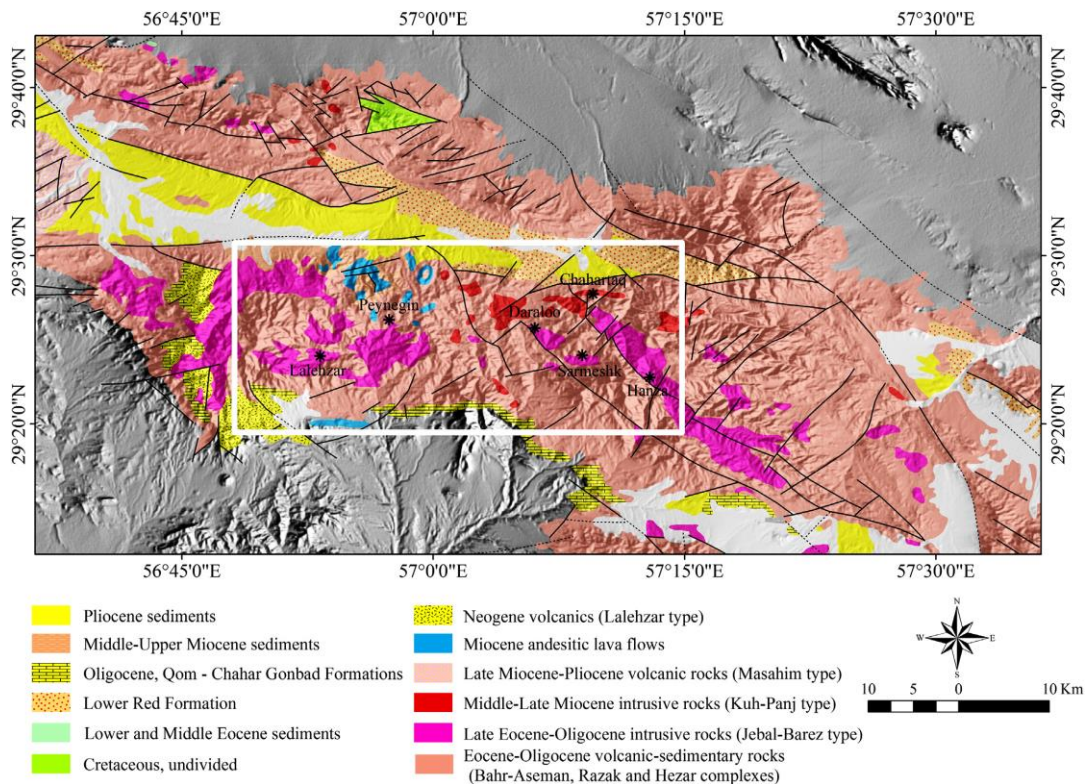 56°45'0"E 57°0'0"E 57°15'0"E 57°30'0"E
29°40'0"N 29°40'0"N
29°30'0"N 29°30'0"N
Chahartaq
Peynegin
Daraloo
Lalehzar
Sarmeshk
Hanza
29°20'0"N 29°20'0"N
56°45'0"E 57°0'0"E 57°15'0"E 57°30'0"E
Pliocene sediments
Middle-Upper Miocene sediments
Oligocene, Qom - Chahar Gonbad Formations
Lower Red Formation
Lower and Middle Eocene sediments
Cretaceous, undivided
Neogene volcanics (Lalehzar type)
Miocene andesitic lava flows
Late Miocene-Pliocene volcanic rocks (Masahim type)
Middle-Late Miocene intrusive rocks (Kuh-Panj type)
Late Eocene-Oligocene intrusive rocks (Jebal-Barez type)
Eocene-Oligocene volcanic-sedimentary rocks
(Bahr-Aseman, Razak and Hezar complexes)
N
W E
S
10 5 0 10 Km